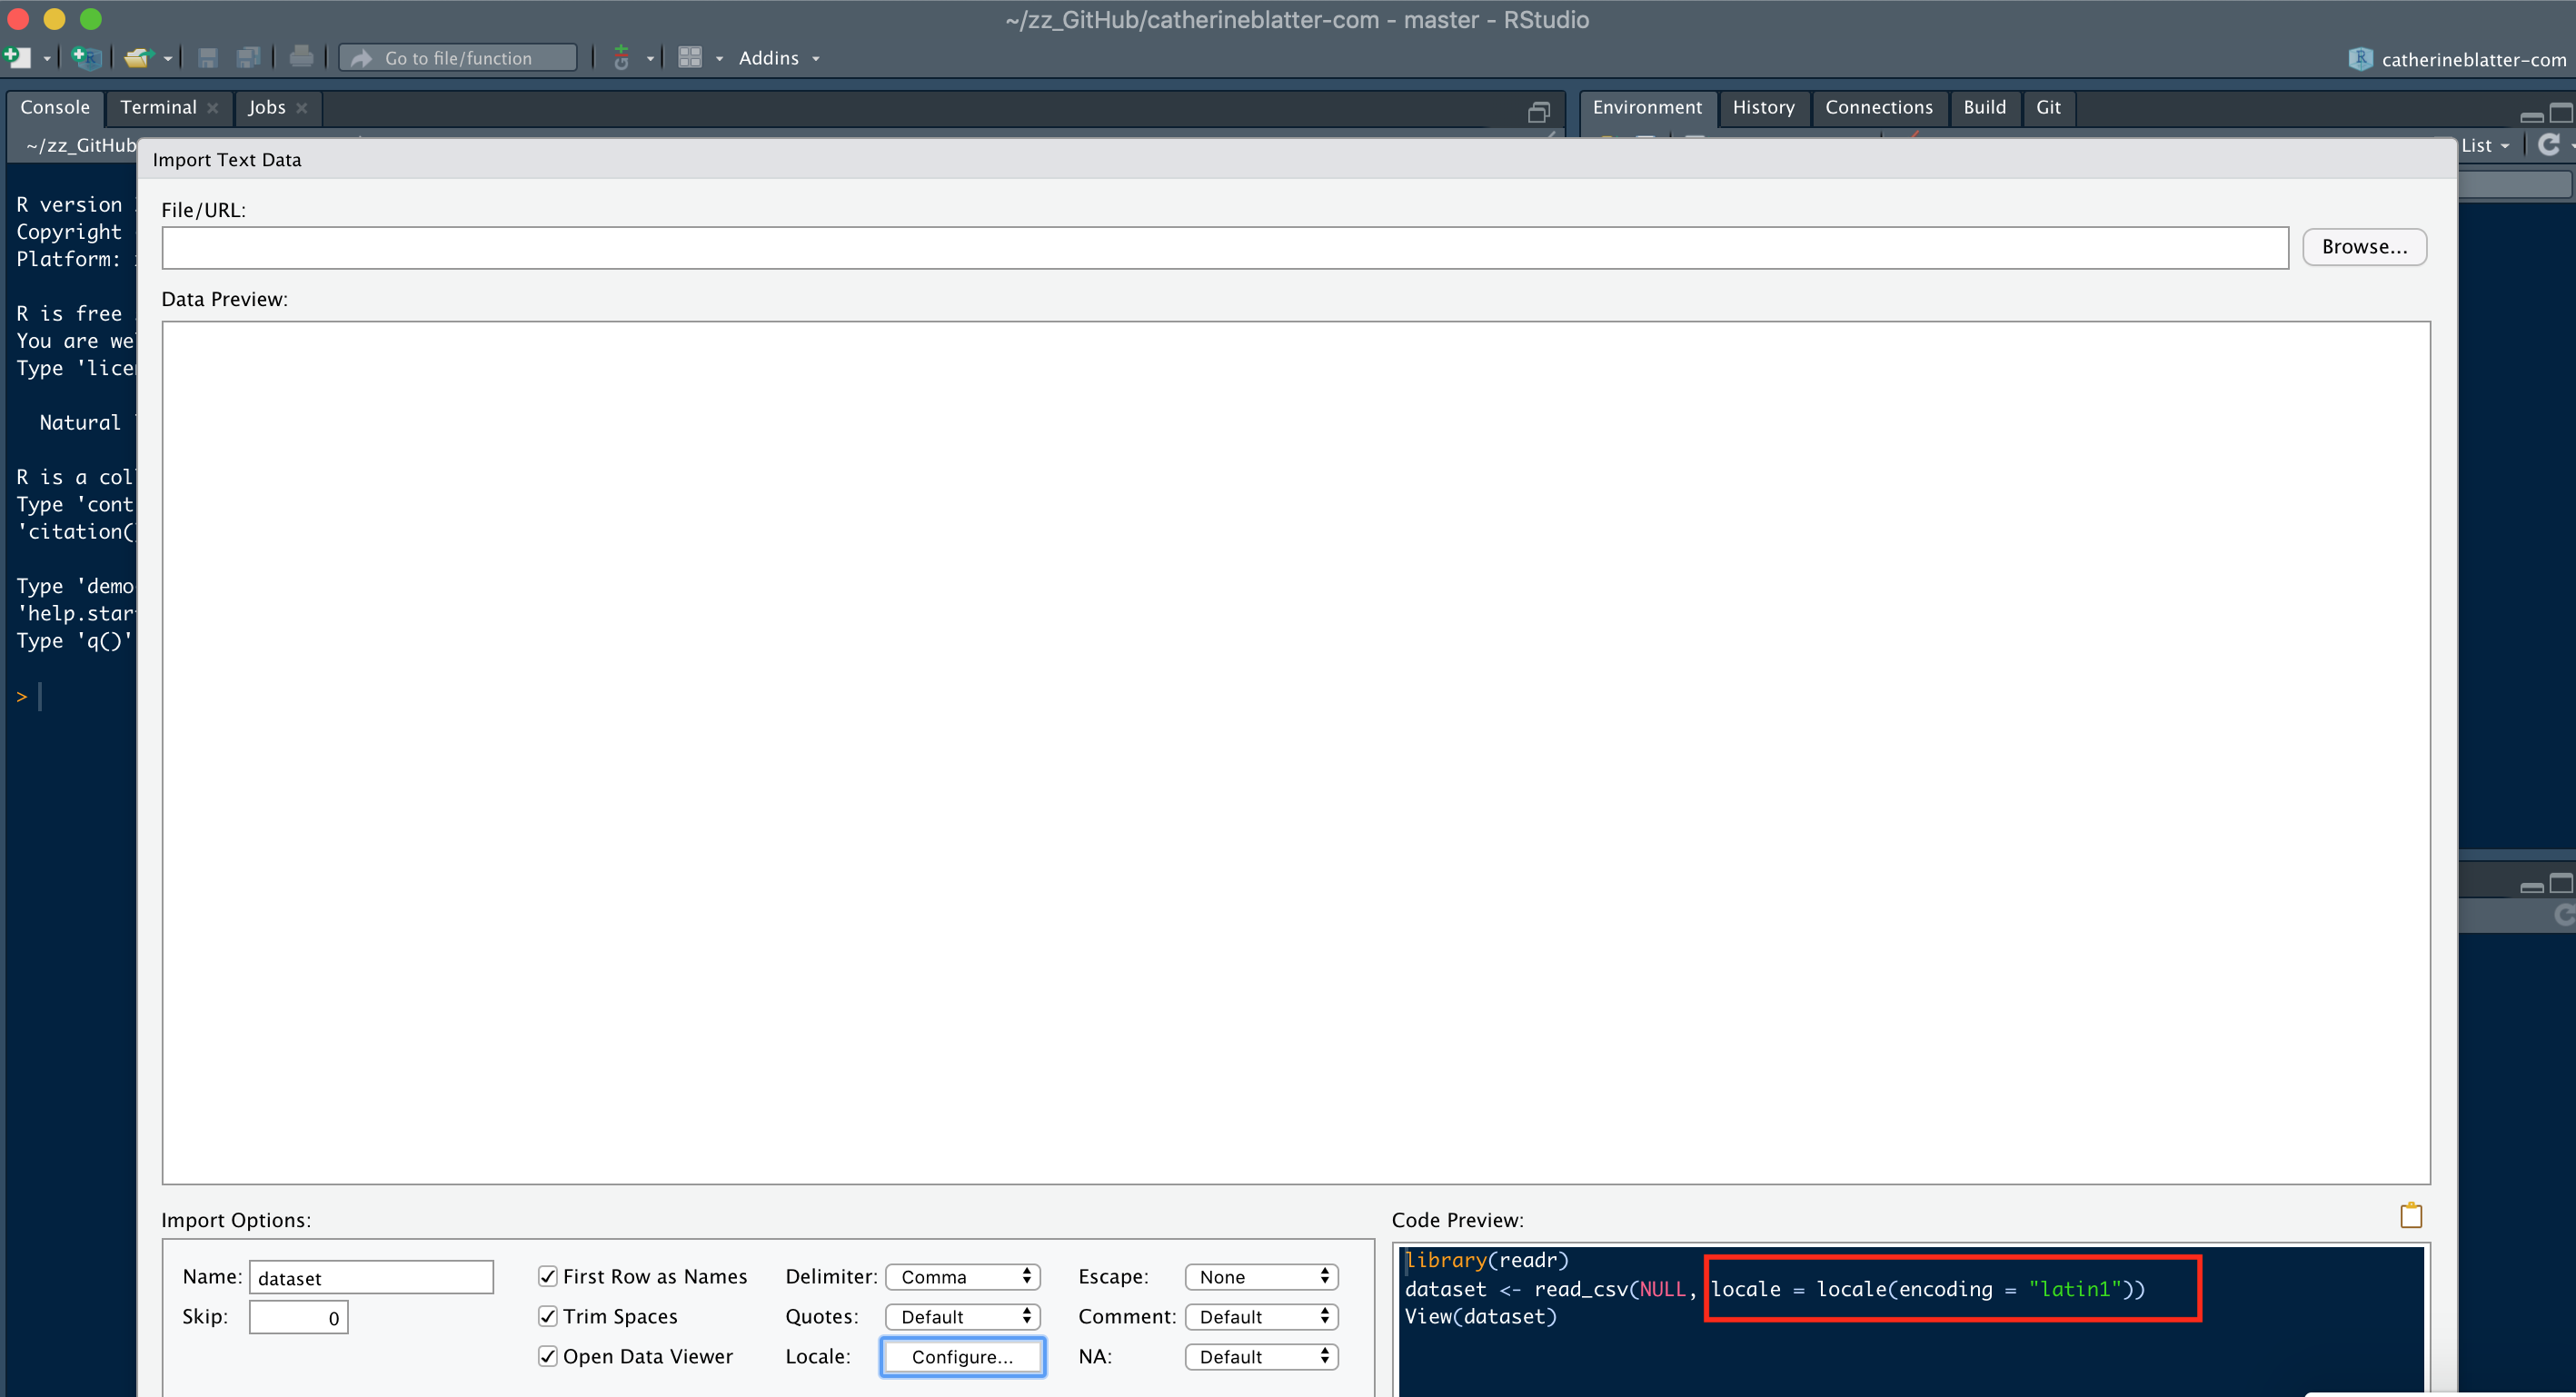 ~/zz_GitHub/catherineblatter-com - master - RStudio
Go to file/function
Addins
catherineblatter-com
Console
Terminal
Jobs
Environment
History
Connections
Build
Git
~/zz_GitHub
List
Import Text Data
R version
Copyright
Platform:
R is free
You are we
Type 'lice
Natural
R is a col
Type 'cont
'citation(
Type 'demo
'help.star
Type 'q()'
>
File/URL:
Browse...
Data Preview:
Import Options:
Name: dataset
Skip: 0
First Row as Names
Trim Spaces
Open Data Viewer
Delimiter: Comma
Quotes: Default
Locale: Configure...
Escape: None
Comment: Default
NA: Default
Code Preview:
library(readr)
dataset <- read_csv(NULL, locale = locale(encoding = "latin1"))
View(dataset)